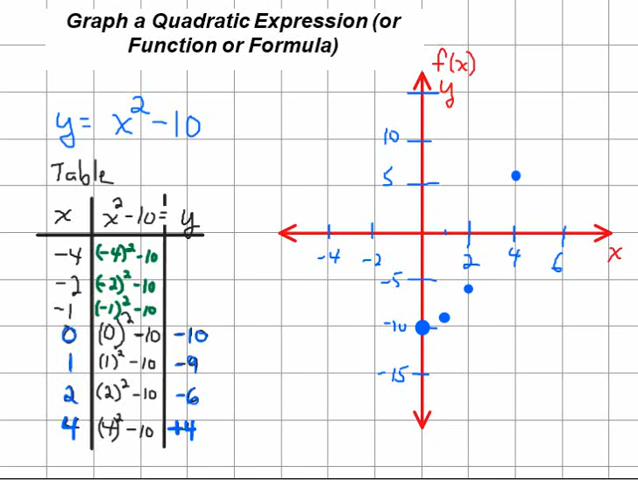 Graph a Quadratic Expression (or
Function or Formula)
f(x)
y
y = x² - 10
10
Table
5
x x² - 10 = y
x
-4 (-4)² - 10
-4 -2 2 4 6
-2 (-2)² - 10
-5
-1 (-1)² - 10
0 (0)² - 10 -10
-10
1 (1)² - 10 -9
-15
2 (2)² - 10 -6
4 (4)² - 10 +4